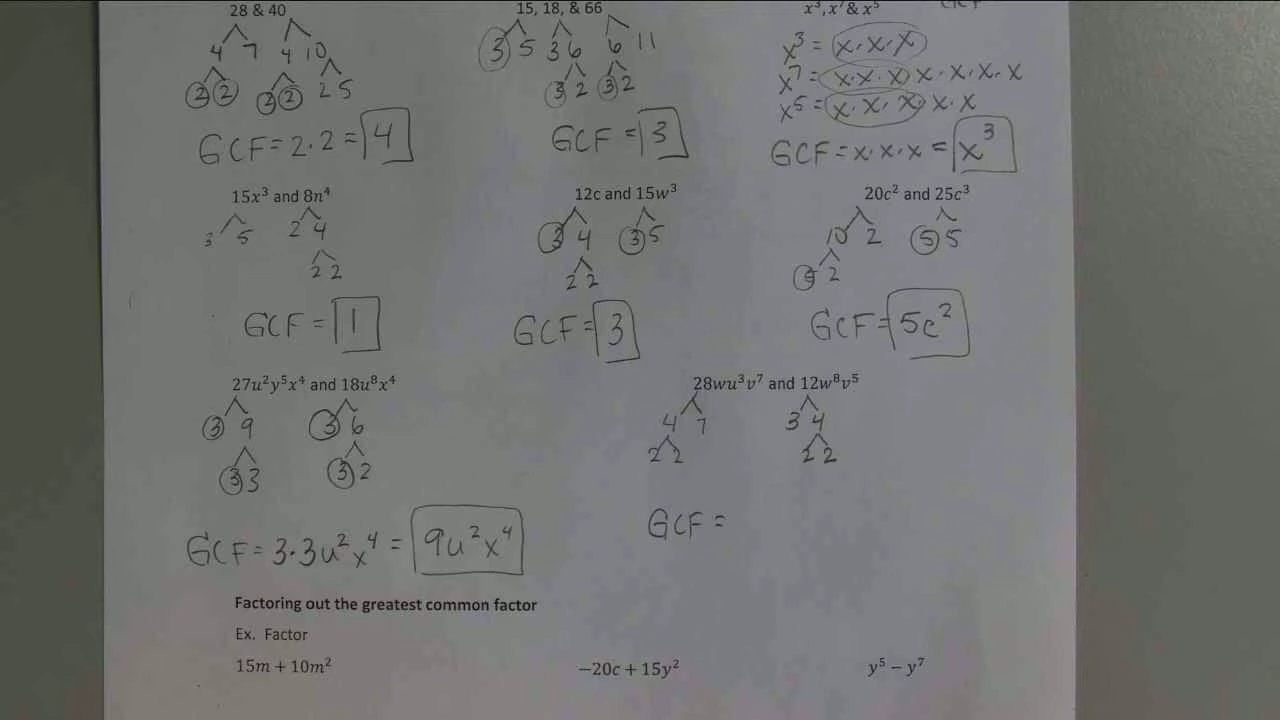 28 & 40
4 7 4 10
2 2 2 2 2 5
GCF = 2·2 = 4
15, 18, & 66
3 5 3 6 6 11
3 2 3 2
GCF = 3
x³, x⁷ & x⁵
x³ = x·x·x
x⁷ = x·x·x x·x·x·x
x⁵ = x·x·x·x·x
GCF = x·x·x = x³
15x³ and 8n⁴
3 5 2 4
2 2
GCF = 1
12c and 15w³
3 4 3 5
2 2
GCF = 3
20c² and 25c³
10 2 5 5
5 2
GCF = 5c²
27u²y⁵x⁴ and 18u⁸x⁴
3 9 3 6
3 3 3 2
GCF = 3·3u²x⁴ = 9u²x⁴
28wu³v⁷ and 12w⁸v⁵
4 7 3 4
2 2 2 2
GCF =
Factoring out the greatest common factor
Ex. Factor
15m + 10m²
−20c + 15y²
y⁵ − y⁷